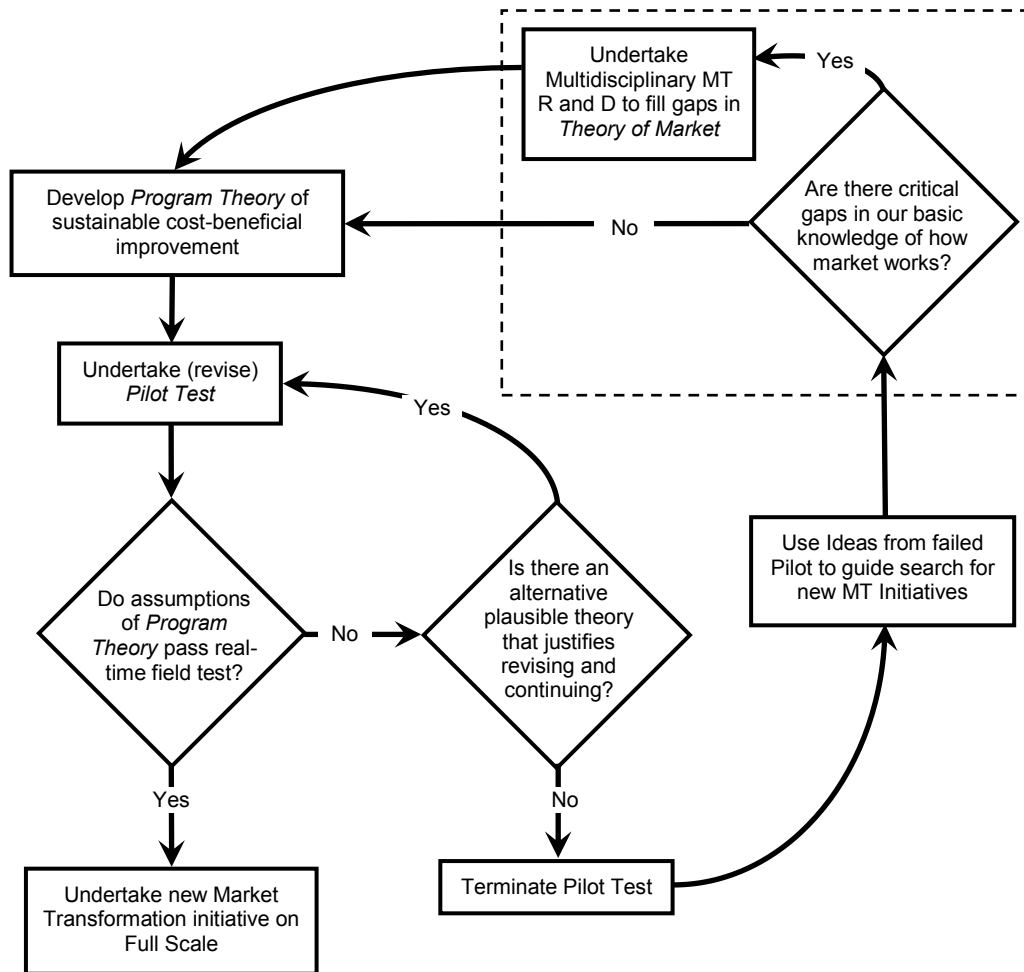 Undertake
Multidisciplinary MT
R and D to fill gaps in
Theory of Market
Yes
Are there critical
gaps in our basic
knowledge of how
market works?
No
Develop Program Theory of
sustainable cost-beneficial
improvement
Undertake (revise)
Pilot Test
Yes
Do assumptions
of Program
Theory pass real-
time field test?
No
Is there an
alternative
plausible theory
that justifies
revising and
continuing?
Use Ideas from failed
Pilot to guide search for
new MT Initiatives
Yes
No
Undertake new Market
Transformation initiative on
Full Scale
Terminate Pilot Test